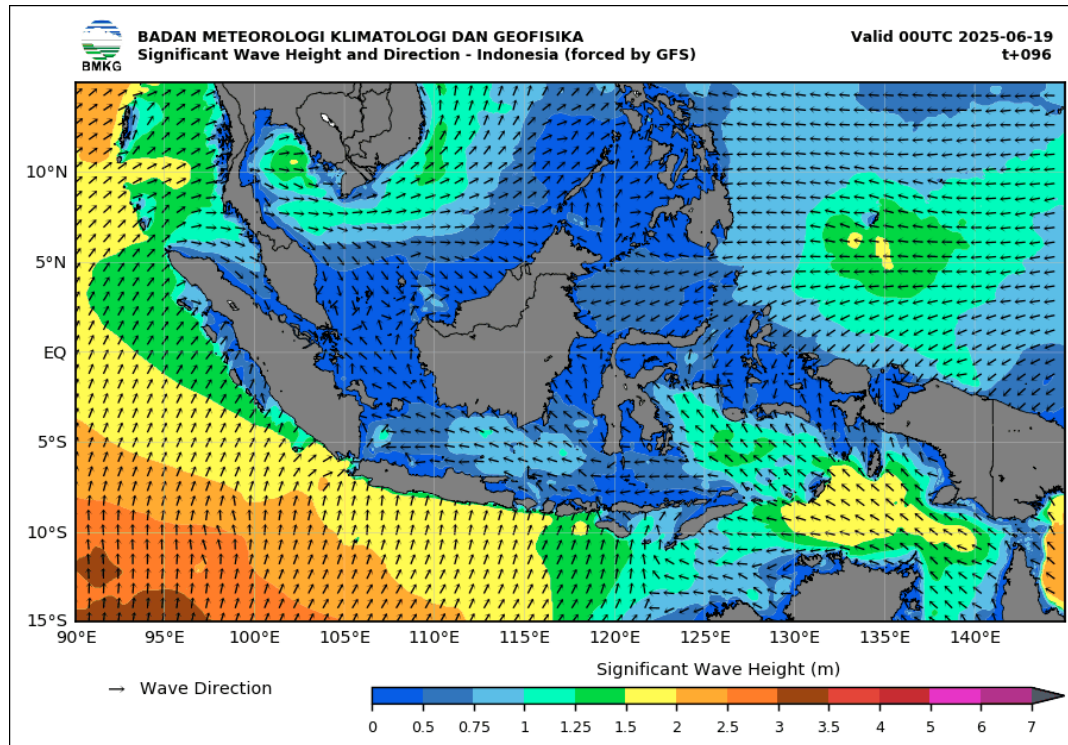 BMKG
BADAN METEOROLOGI KLIMATOLOGI DAN GEOFISIKA
Significant Wave Height and Direction - Indonesia (forced by GFS)
Valid 00UTC 2025-06-19
t+096
10°N
5°N
EQ
5°S
10°S
15°S
90°E 95°E 100°E 105°E 110°E 115°E 120°E 125°E 130°E 135°E 140°E
→ Wave Direction
Significant Wave Height (m)
0 0.5 0.75 1 1.25 1.5 2 2.5 3 3.5 4 5 6 7